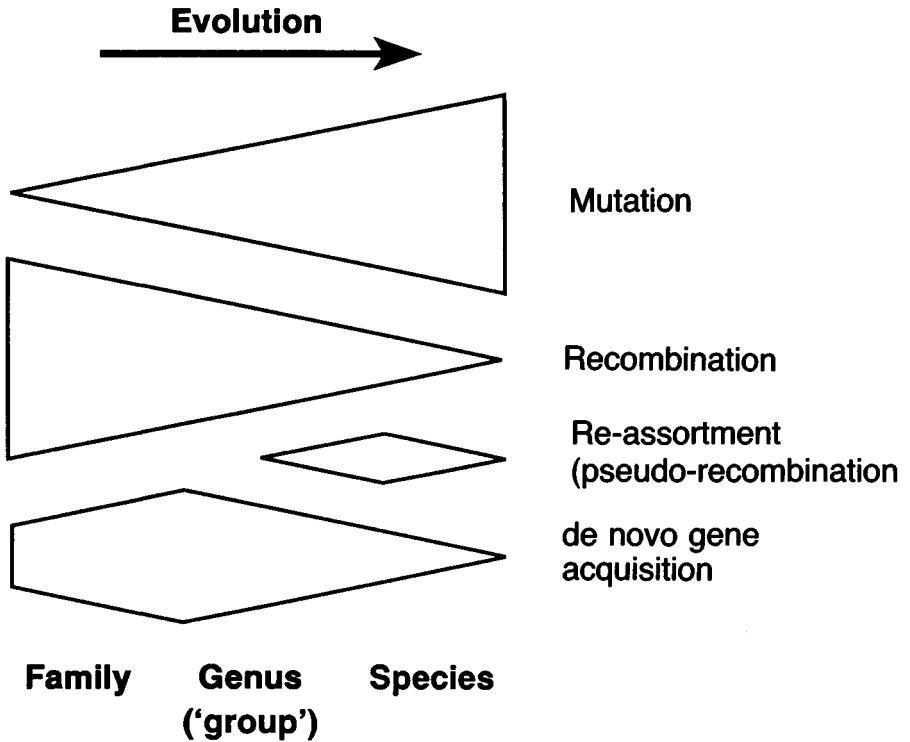 Evolution
Mutation
Recombination
Re-assortment
(pseudo-recombination
de novo gene
acquisition
Family Genus Species
(‘group’)